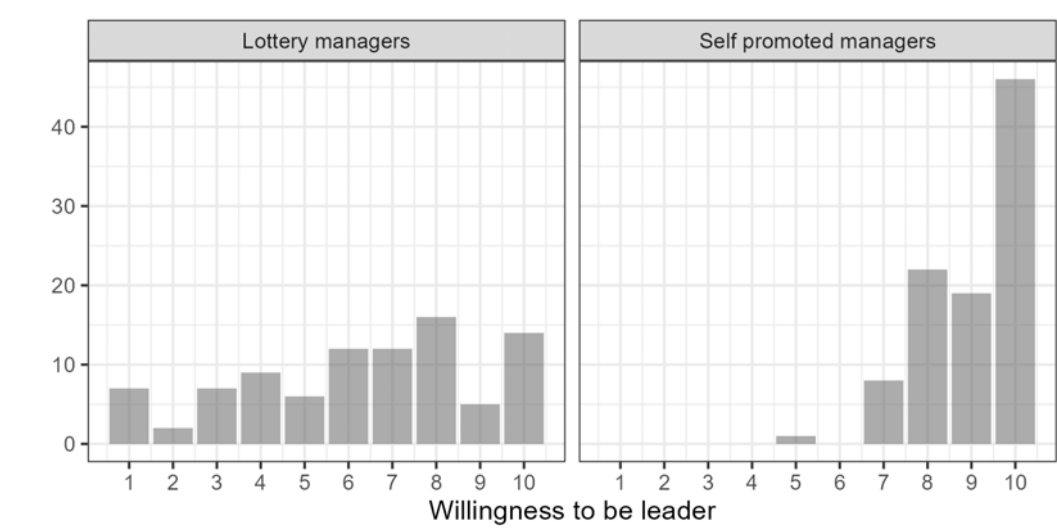 Lottery managers Self promoted managers
40
30
20
10
0
1 2 3 4 5 6 7 8 9 10 1 2 3 4 5 6 7 8 9 10
Willingness to be leader